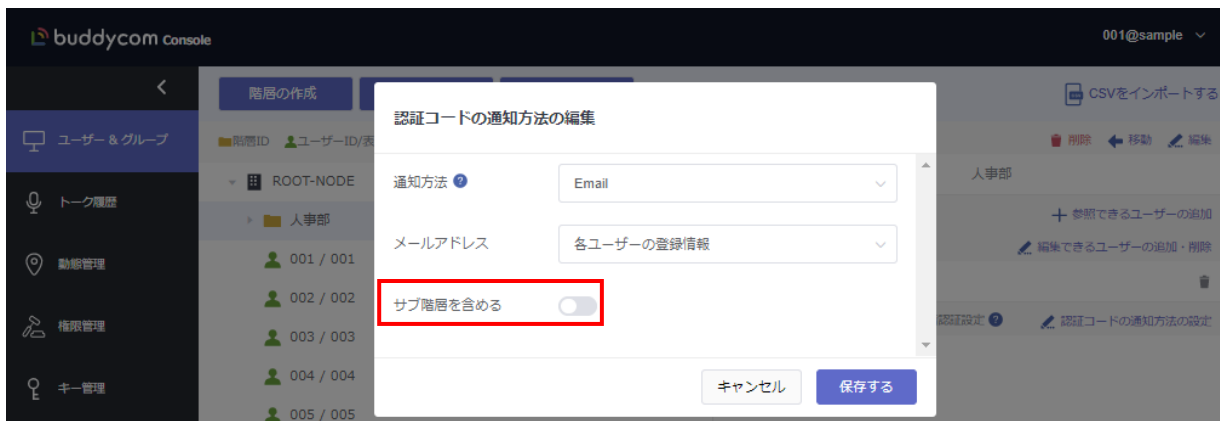 buddycom Console
001@sample
階層の作成
CSVをインポートする
認証コードの通知方法の編集
ユーザー & グループ
階層ID ユーザーID/表
削除 移動 編集
ROOT-NODE
通知方法 ?
Email
人事部
トーク履歴
人事部
参照できるユーザーの追加
メールアドレス
各ユーザーの登録情報
編集できるユーザーの追加・削除
動態管理
001 / 001
002 / 002
サブ階層を含める
権限管理
003 / 003
認証設定 ?
認証コードの通知方法の設定
004 / 004
キー管理
キャンセル
保存する
005 / 005